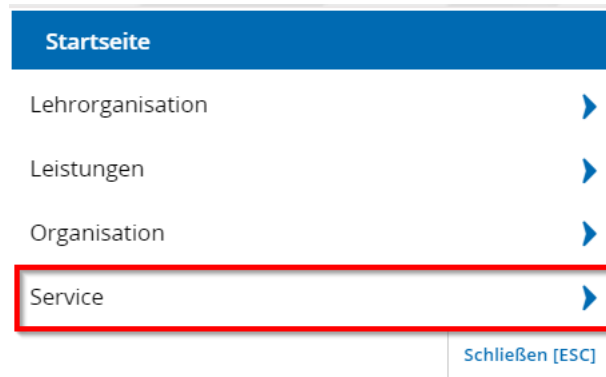 Startseite
Lehrorganisation
Leistungen
Organisation
Service
Schließen [ESC]